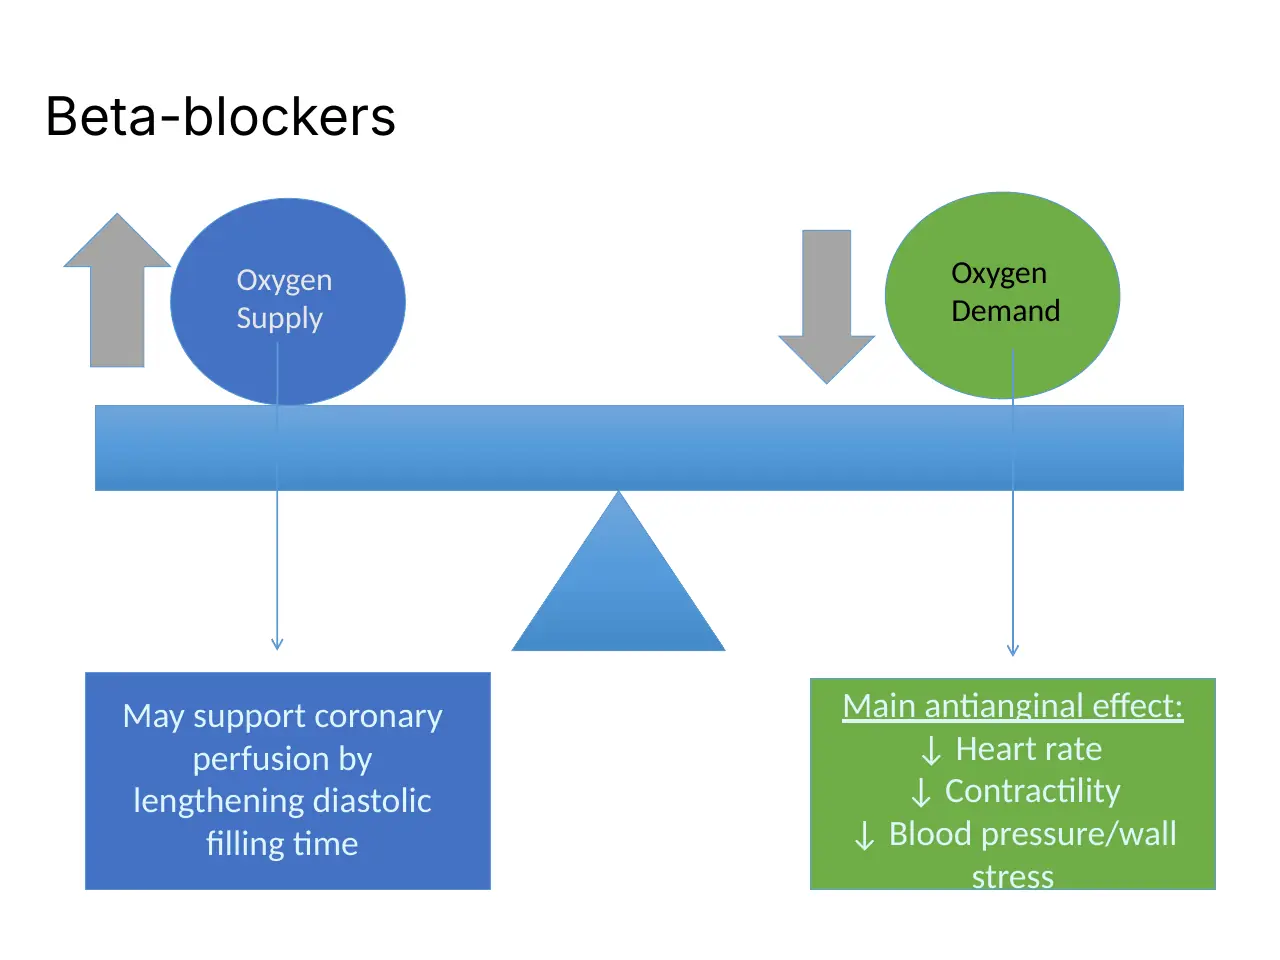 Beta-blockers
Oxygen
Supply
Oxygen
Demand
May support coronary
perfusion by
lengthening diastolic
filling time
Main antianginal effect:
↓ Heart rate
↓ Contractility
↓ Blood pressure/wall
stress